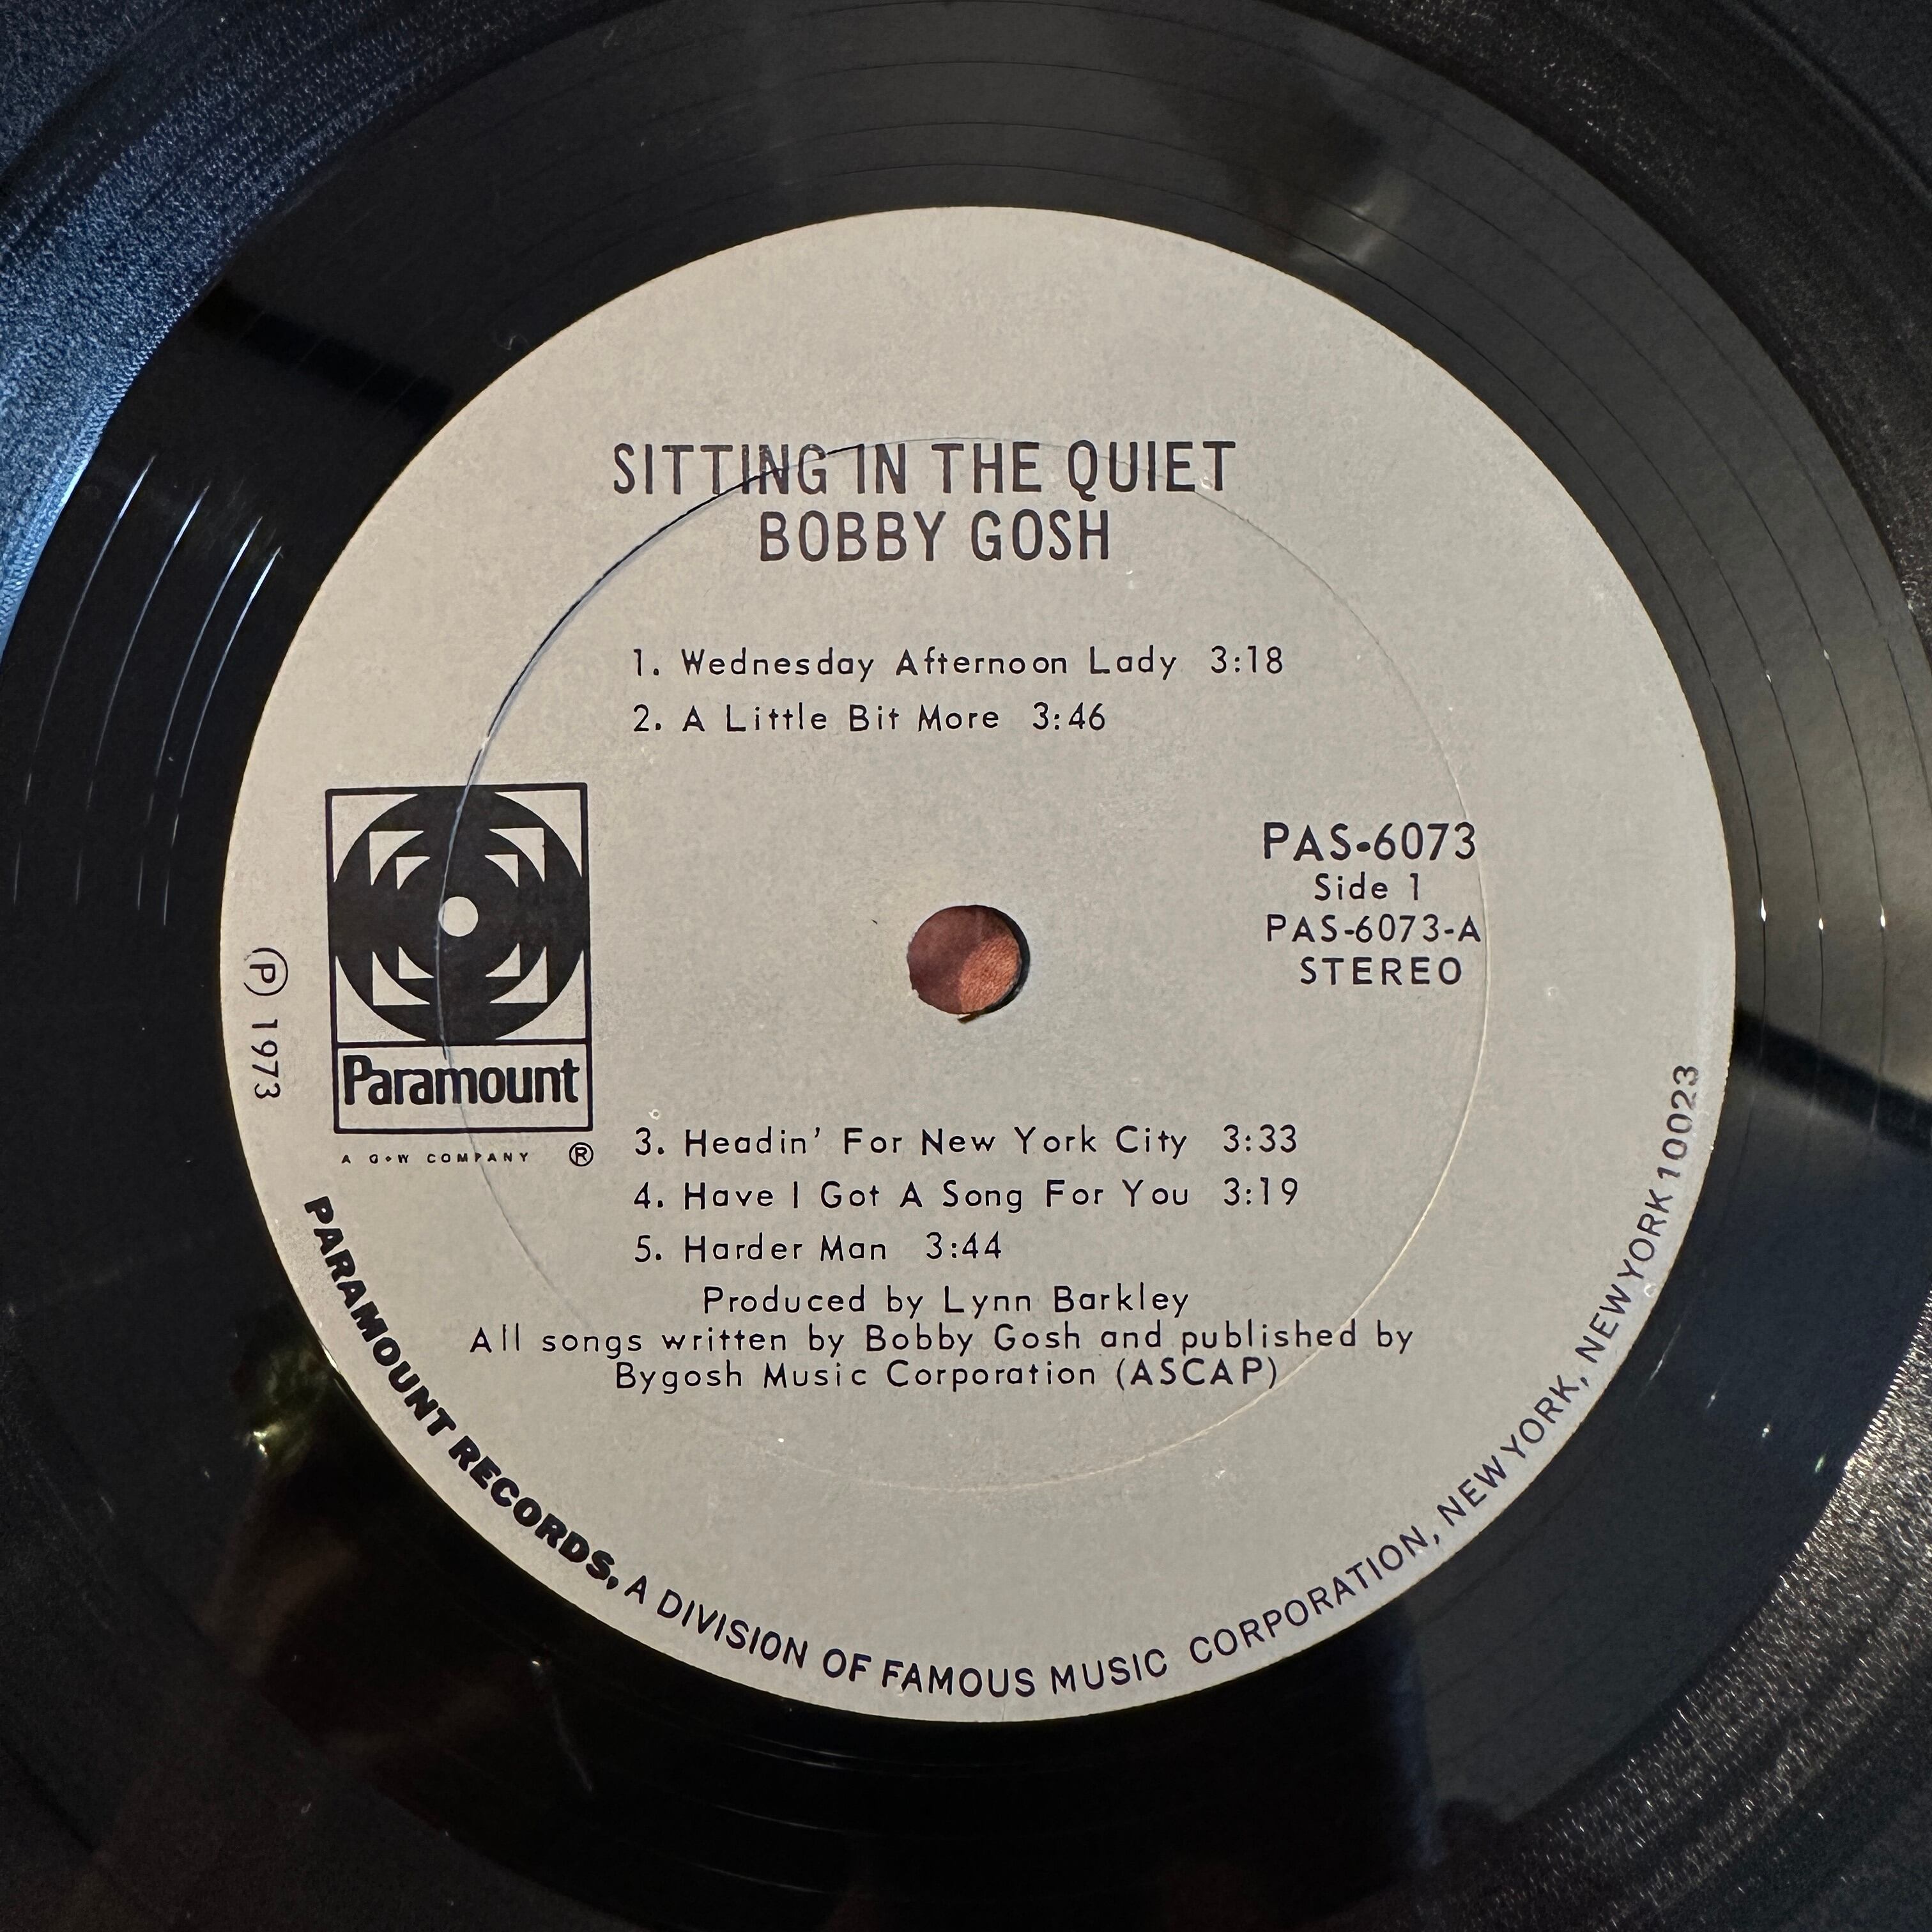 SITTING IN THE QUIET
BOBBY GOSH
1. Wednesday Afternoon Lady 3:18
2. A Little Bit More 3:46
PAS-6073
Side 1
PAS-6073-A
STEREO
Ⓟ 1973
Paramount
A G+W COMPANY ®
3. Headin' For New York City 3:33
4. Have I Got A Song For You 3:19
5. Harder Man 3:44
Produced by Lynn Barkley
All songs written by Bobby Gosh and published by
Bygosh Music Corporation (ASCAP)
PARAMOUNT RECORDS, A DIVISION OF FAMOUS MUSIC CORPORATION, NEW YORK, NEW YORK 10023